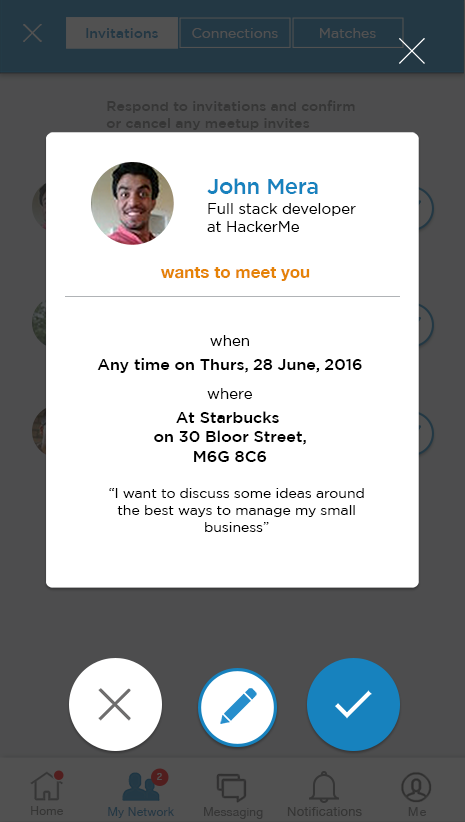 Invitations
Connections
Matches
Respond to invitations and confirm
or cancel any meetup invites
John Mera
Full stack developer
at HackerMe
wants to meet you
when
Any time on Thurs, 28 June, 2016
where
At Starbucks
on 30 Bloor Street,
M6G 8C6
“I want to discuss some ideas around
the best ways to manage my small
business”
2
Home
My Network
Messaging
Notifications
Me